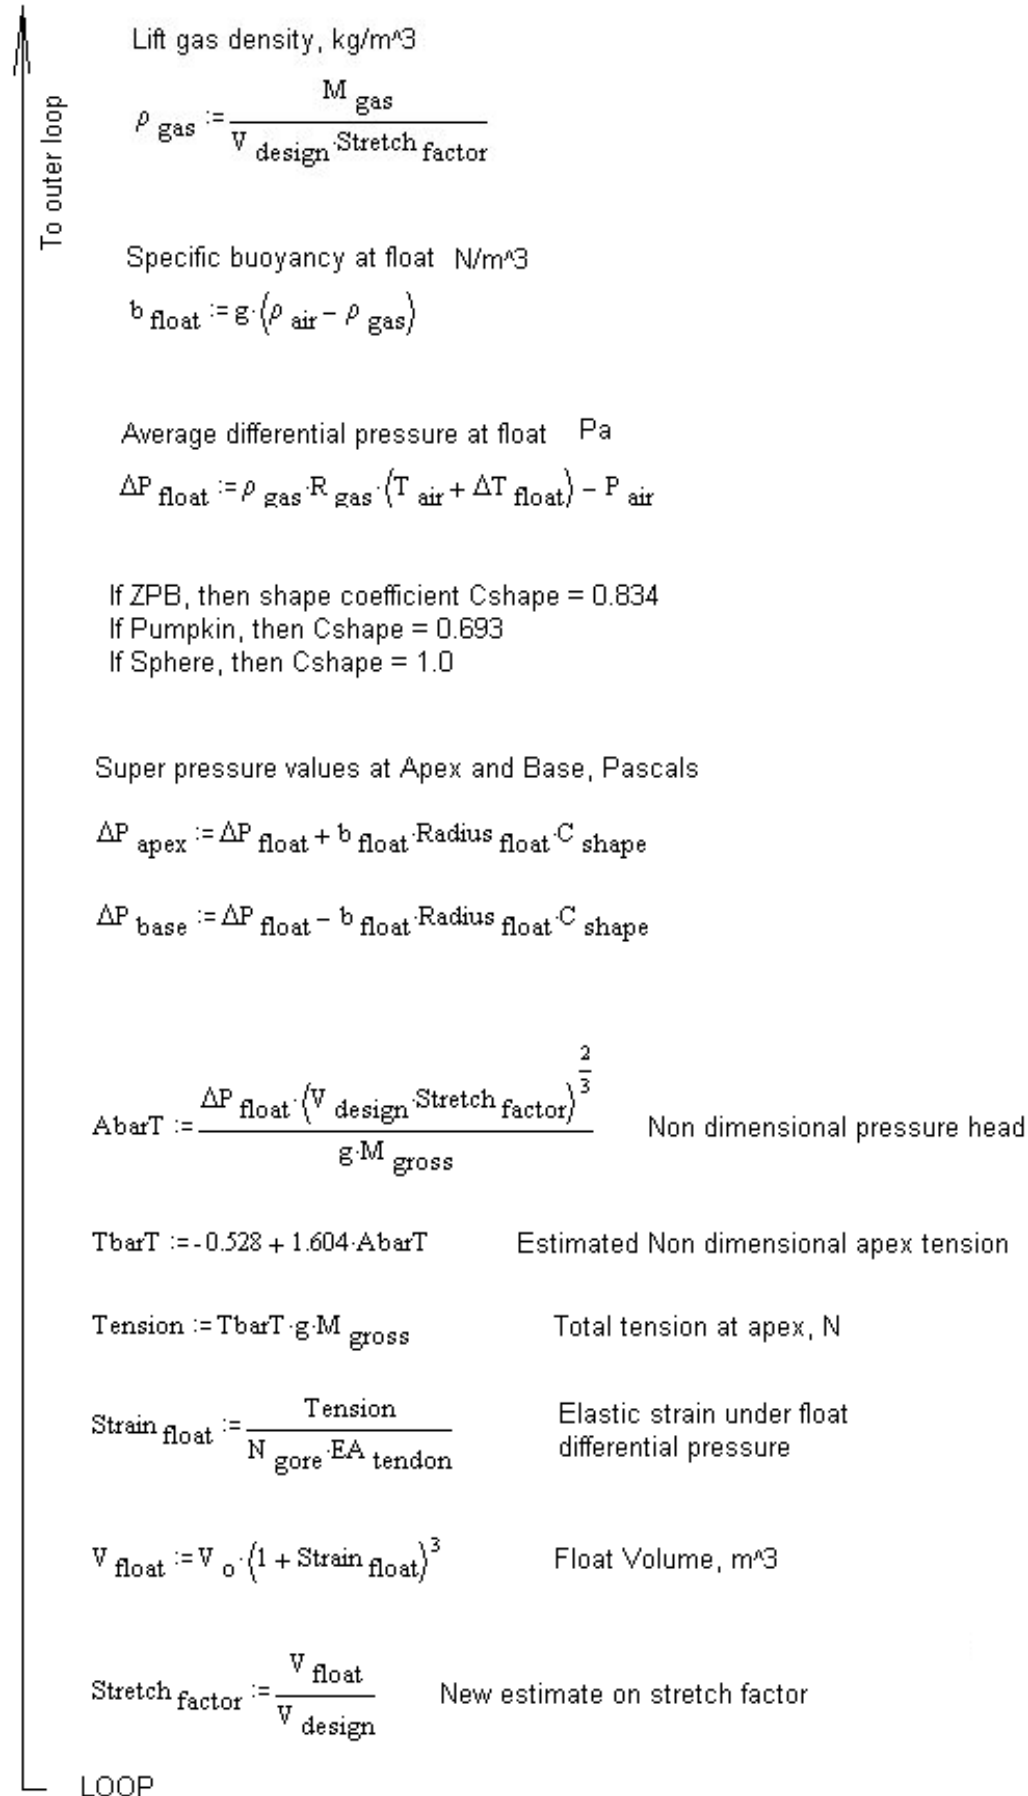 To outer loop
Lift gas density, kg/m^3
ρ gas := M gas / V design·Stretch factor
Specific buoyancy at float N/m^3
b float := g·(ρ air − ρ gas)
Average differential pressure at float Pa
ΔP float := ρ gas·R gas·(T air + ΔT float) − P air
If ZPB, then shape coefficient Cshape = 0.834
If Pumpkin, then Cshape = 0.693
If Sphere, then Cshape = 1.0
Super pressure values at Apex and Base, Pascals
ΔP apex := ΔP float + b float·Radius float·C shape
ΔP base := ΔP float − b float·Radius float·C shape
AbarT := ΔP float·(V design·Stretch factor)^(2/3) / g·M gross Non dimensional pressure head
TbarT := -0.528 + 1.604·AbarT Estimated Non dimensional apex tension
Tension := TbarT·g·M gross Total tension at apex, N
Strain float := Tension / N gore·EA tendon Elastic strain under float
differential pressure
V float := V o·(1 + Strain float)^3 Float Volume, m^3
Stretch factor := V float / V design New estimate on stretch factor
LOOP